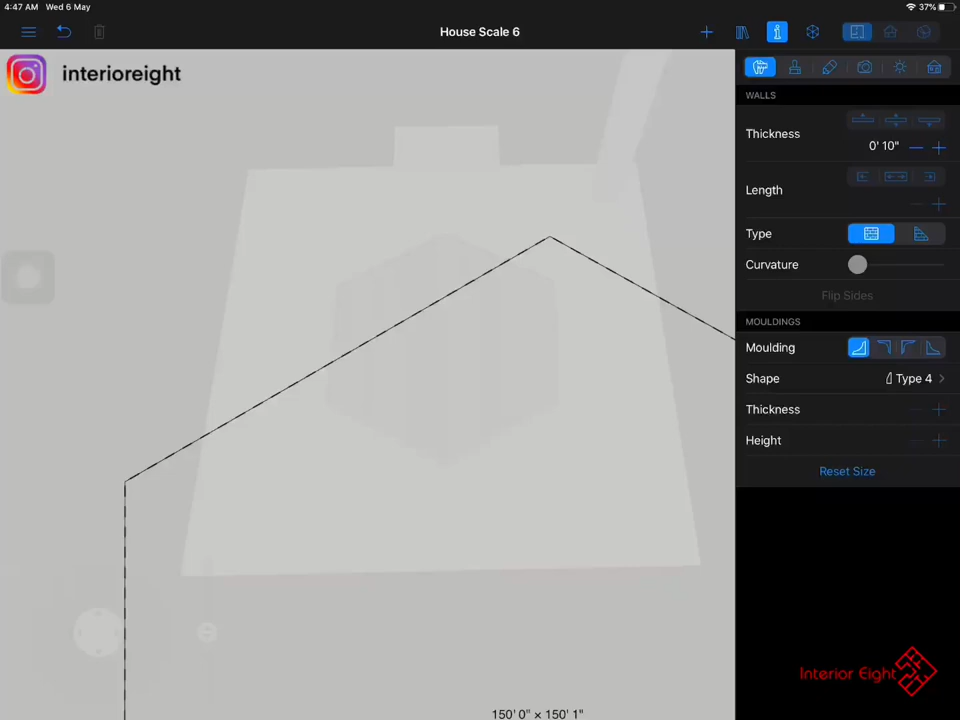 4:47 AM Wed 6 May
37%
House Scale 6
interioreight
WALLS
Thickness
0' 10"
Length
Type
Curvature
Flip Sides
MOULDINGS
Moulding
Shape
Type 4
Thickness
Height
Reset Size
Interior Eight
150' 0" × 150' 1"